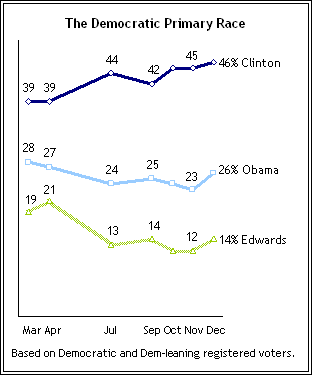 The Democratic Primary Race
44
45
46% Clinton
39 39
42
28
27
24
25
23
26% Obama
19
21
13
14
12
14% Edwards
Mar Apr Jul Sep Oct Nov Dec
Based on Democratic and Dem-leaning registered voters.